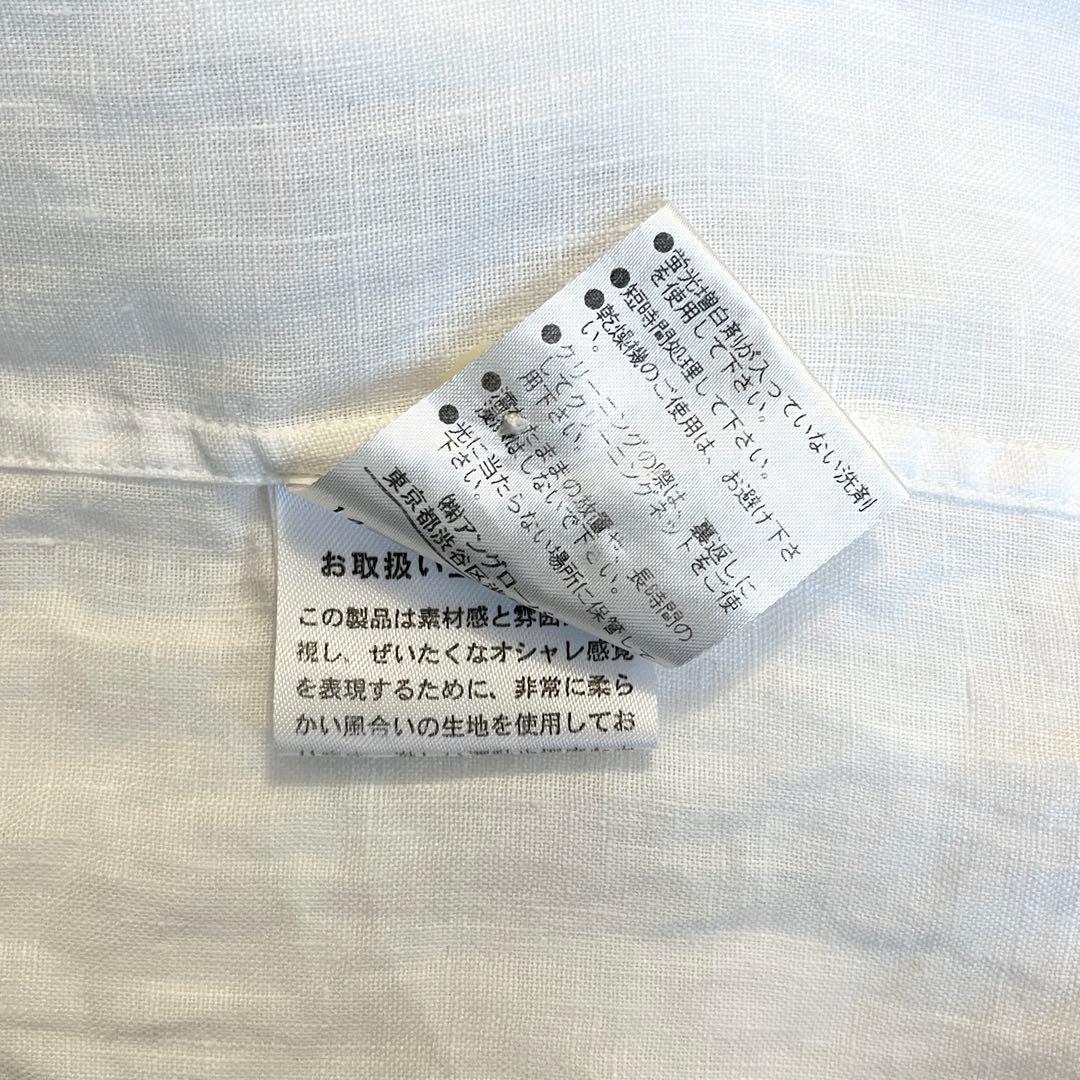 ●蛍光増白剤が入っていない洗剤
を使用して下さい。
●短時間処理して下さい。
●乾燥機のご使用は、お避け下さ
い。
●クリーニングの際は、裏返しに
してクリーニングネットをご使
用下さい。
●濡れたままの放置や、長時間の
はしないで下さい。
●光に当たらない場所に保管して
下さい。
(株)アングロ
東京都渋谷区
お取扱い
この製品は素材感と雰囲
視し、ぜいたくなオシャレ感覚
を表現するために、非常に柔ら
かい風合いの生地を使用してお